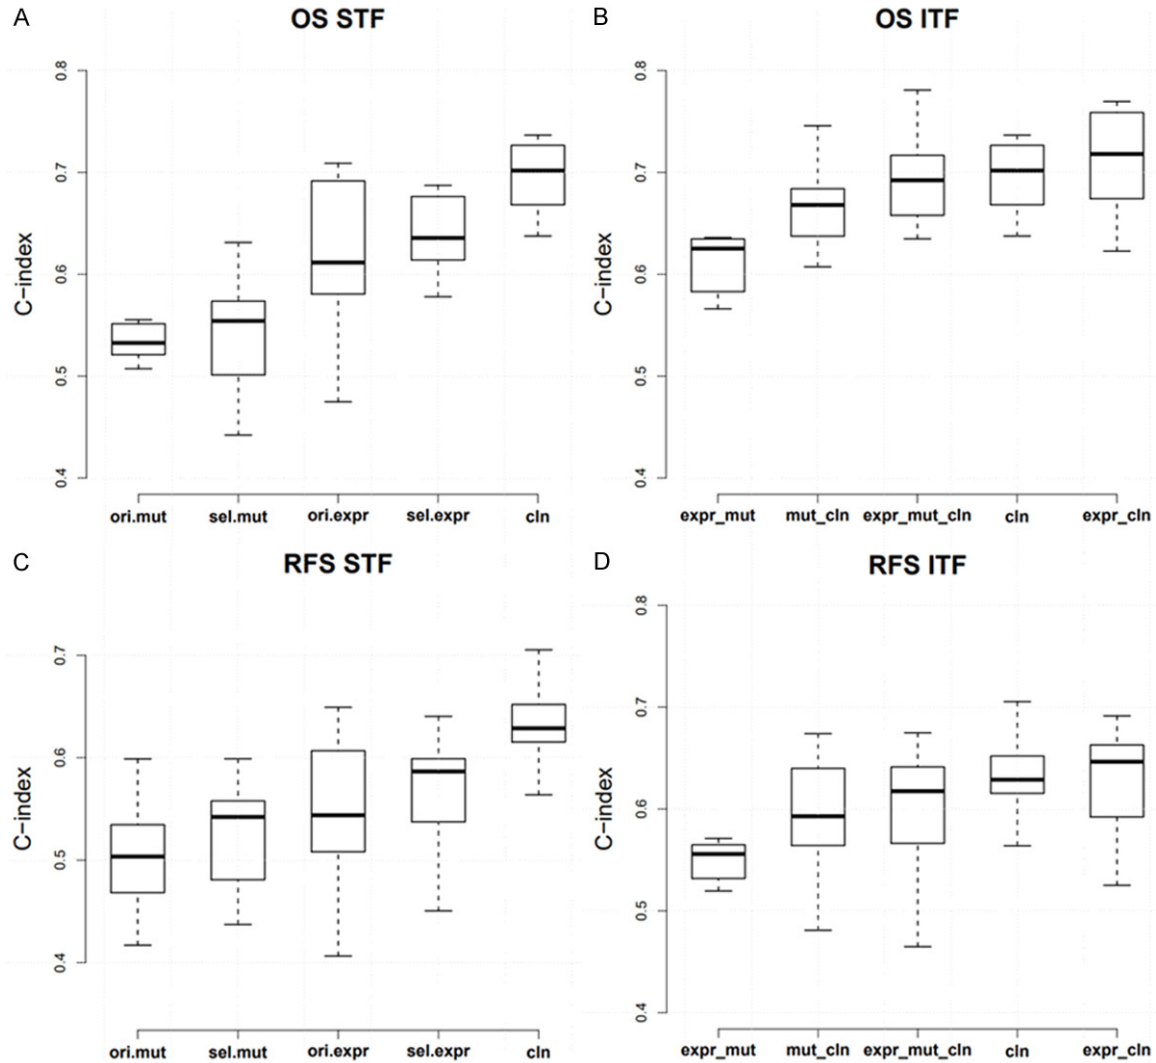 A
OS STF
C-index
0.8
0.7
0.6
0.5
0.4
ori.mut sel.mut ori.expr sel.expr cln
B
OS ITF
C-index
0.8
0.7
0.6
0.5
0.4
expr_mut mut_cln expr_mut_cln cln expr_cln
C
RFS STF
C-index
0.7
0.6
0.5
0.4
ori.mut sel.mut ori.expr sel.expr cln
D
RFS ITF
C-index
0.8
0.7
0.6
0.5
0.4
expr_mut mut_cln expr_mut_cln cln expr_cln